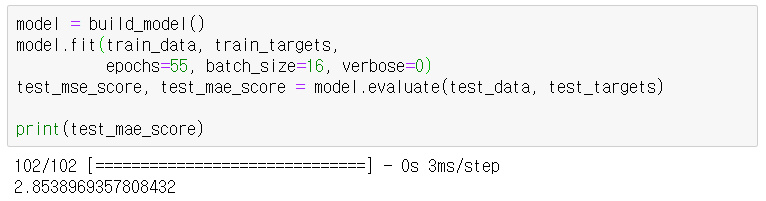 model = build_model()
model.fit(train_data, train_targets,
          epochs=55, batch_size=16, verbose=0)
test_mse_score, test_mae_score = model.evaluate(test_data, test_targets)
print(test_mae_score)
102/102 [==============================] - 0s 3ms/step
2.8538969357808432